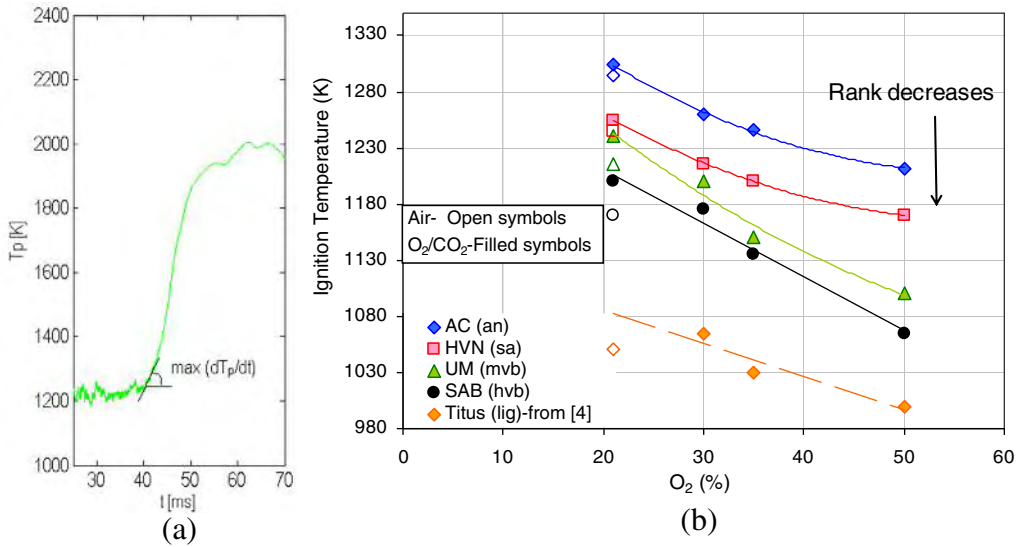 2400
2200
2000
1800
1600
1400
1200
1000
Tp [K]
max (dTp/dt)
30 40 50 60 70
t [ms]
(a)
1330
1280
1230
1180
1130
1080
1030
980
Ignition Temperature (K)
Rank decreases
Air- Open symbols
O2/CO2-Filled symbols
AC (an)
HVN (sa)
UM (mvb)
SAB (hvb)
Titus (lig)-from [4]
0 10 20 30 40 50 60
O2 (%)
(b)